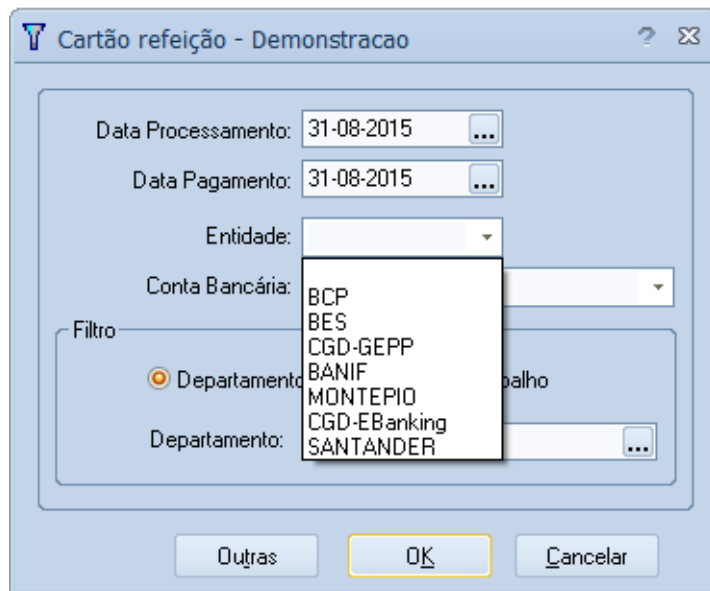 Cartão refeição - Demonstracao
Data Processamento: 31-08-2015 ...
Data Pagamento: 31-08-2015 ...
Entidade:
Conta Bancária:
BCP
BES
CGD-GEPP
BANIF
MONTEPIO
CGD-EBanking
SANTANDER
Filtro
Departamento balho
Departamento: ...
Outras OK Cancelar